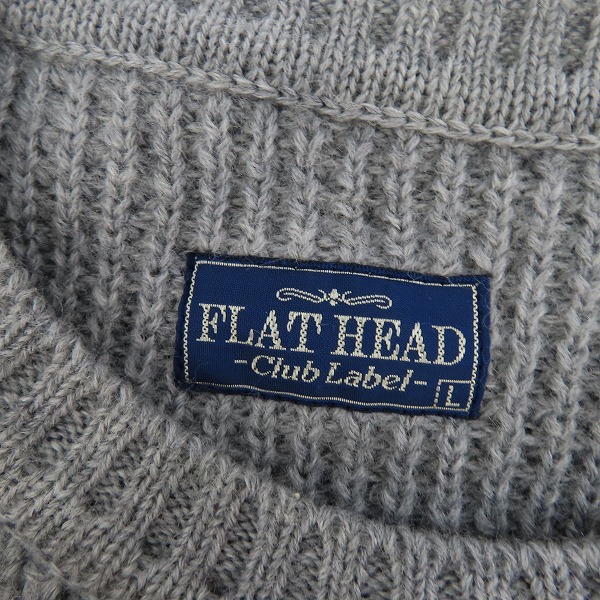 FLAT HEAD
-Club Label-
L